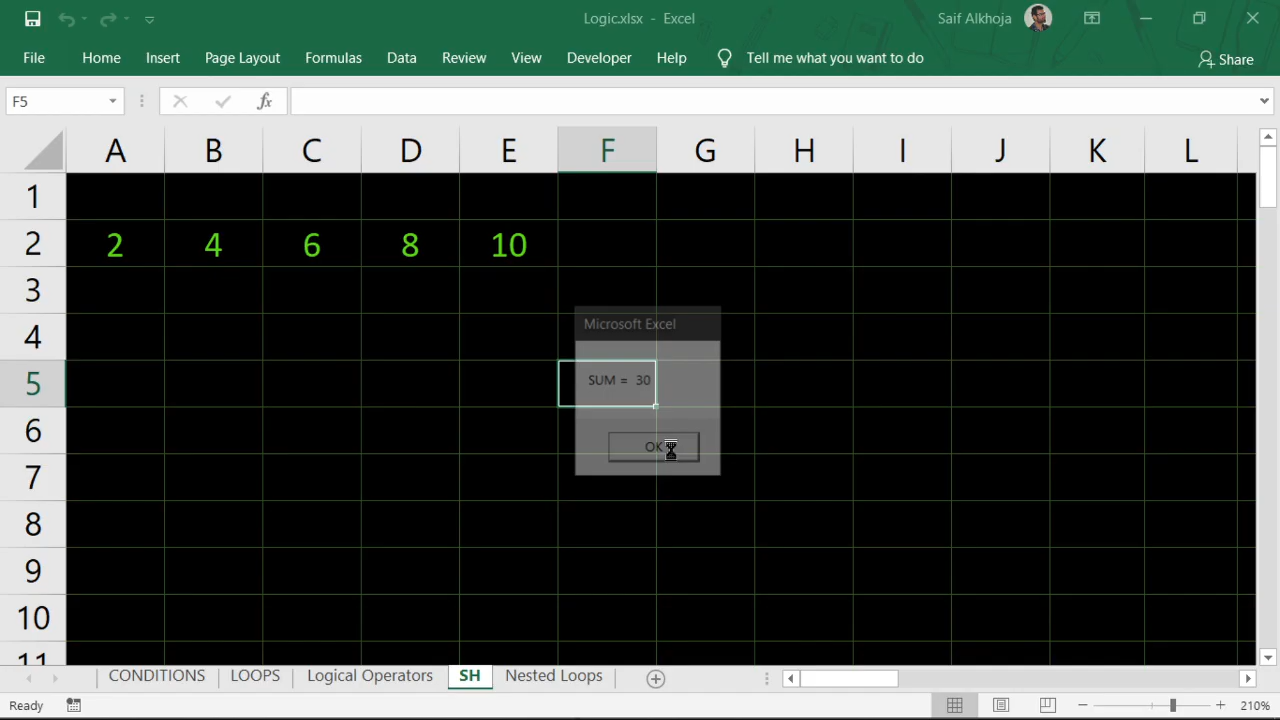 Logic.xlsx - Excel
Saif Alkhoja
File Home Insert Page Layout Formulas Data Review View Developer Help Tell me what you want to do Share
F5 fx
A B C D E F G H I J K L
1
2 2 4 6 8 10
3
4
Microsoft Excel
5 SUM = 30
6
OK
7
8
9
10
11
CONDITIONS LOOPS Logical Operators SH Nested Loops
Ready 210%